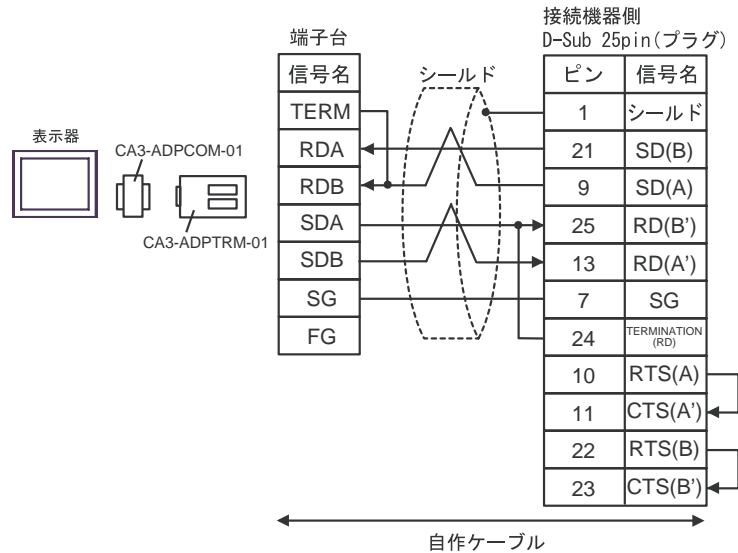 接続機器側
端子台
D-Sub 25pin(プラグ)
信号名
シールド
ピン
信号名
TERM
1
シールド
表示器
CA3-ADPCOM-01
RDA
21
SD(B)
RDB
9
SD(A)
SDA
25
RD(B')
CA3-ADPTRM-01
SDB
13
RD(A')
SG
7
SG
FG
24
TERMINATION
(RD)
10
RTS(A)
11
CTS(A')
22
RTS(B)
23
CTS(B')
自作ケーブル